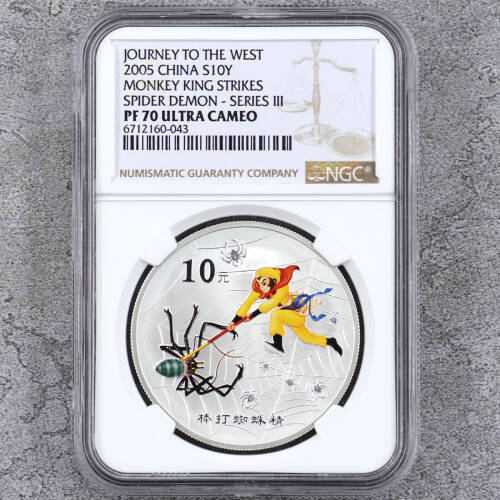 JOURNEY TO THE WEST
2005 CHINA S10Y
MONKEY KING STRIKES
SPIDER DEMON - SERIES III
PF 70 ULTRA CAMEO
6712160-043
NUMISMATIC GUARANTY COMPANY
NGC®
10元
棒打蜘蛛精